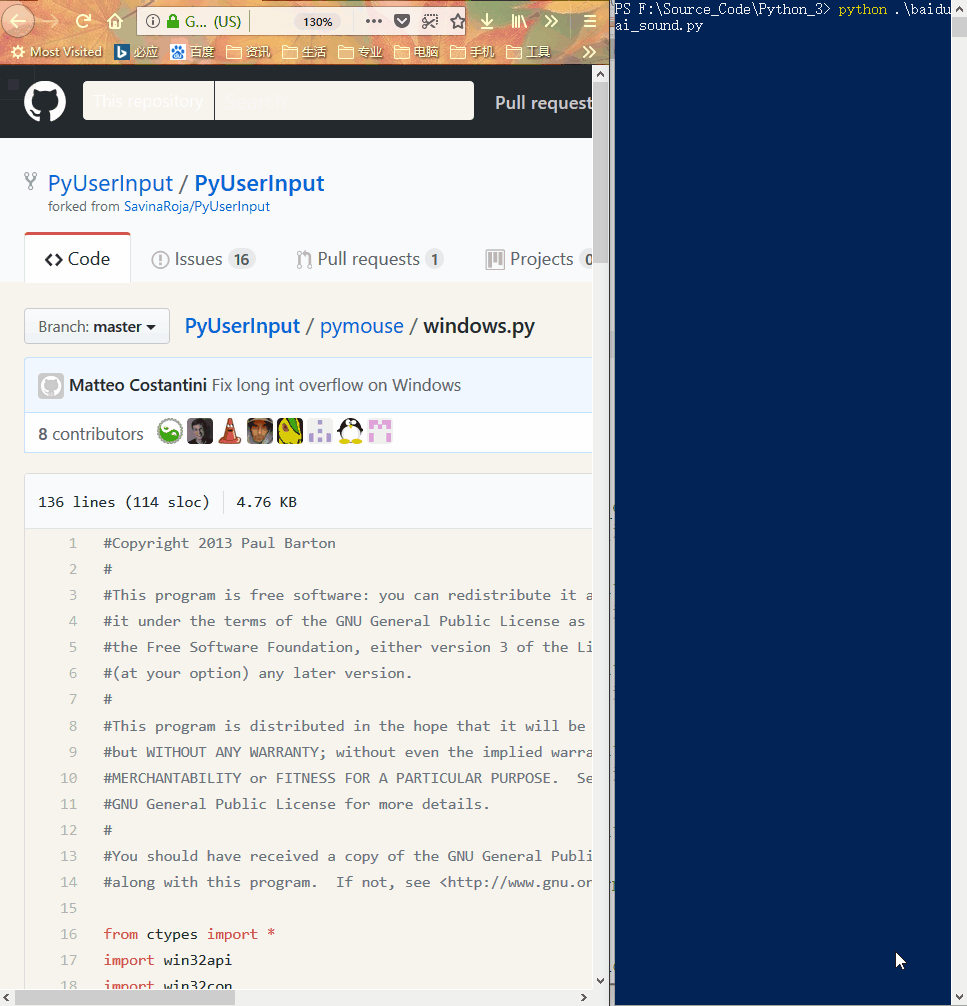 G... (US)
130%
Most Visited
必应
百度
资讯
生活
专业
电脑
手机
工具
This repository
Pull request
PyUserInput / PyUserInput
forked from SavinaRoja/PyUserInput
Code
Issues 16
Pull requests 1
Projects 0
Branch: master
PyUserInput / pymouse / windows.py
Matteo Costantini Fix long int overflow on Windows
8 contributors
136 lines (114 sloc)
4.76 KB
1 #Copyright 2013 Paul Barton
2 #
3 #This program is free software: you can redistribute it a
4 #it under the terms of the GNU General Public License as
5 #the Free Software Foundation, either version 3 of the Li
6 #(at your option) any later version.
7 #
8 #This program is distributed in the hope that it will be
9 #but WITHOUT ANY WARRANTY; without even the implied warra
10 #MERCHANTABILITY or FITNESS FOR A PARTICULAR PURPOSE.  Se
11 #GNU General Public License for more details.
12 #
13 #You should have received a copy of the GNU General Publi
14 #along with this program.  If not, see <http://www.gnu.or
15
16 from ctypes import *
17 import win32api
18 import win32con
PS F:\Source_Code\Python_3> python .\baidu
ai_sound.py